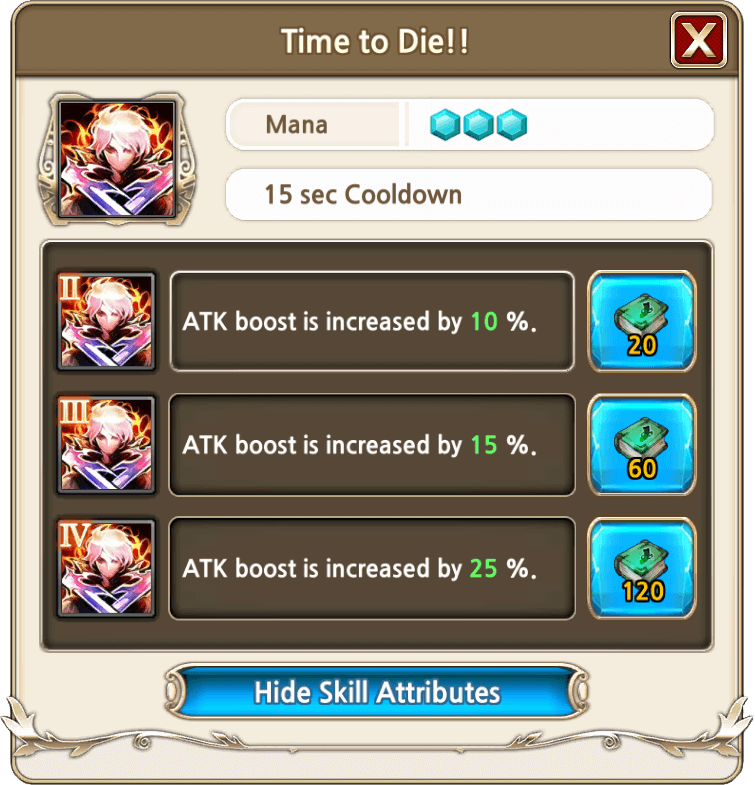 Time to Die!!
X
Mana
15 sec Cooldown
II
ATK boost is increased by 10 %.
20
III
ATK boost is increased by 15 %.
60
IV
ATK boost is increased by 25 %.
120
Hide Skill Attributes